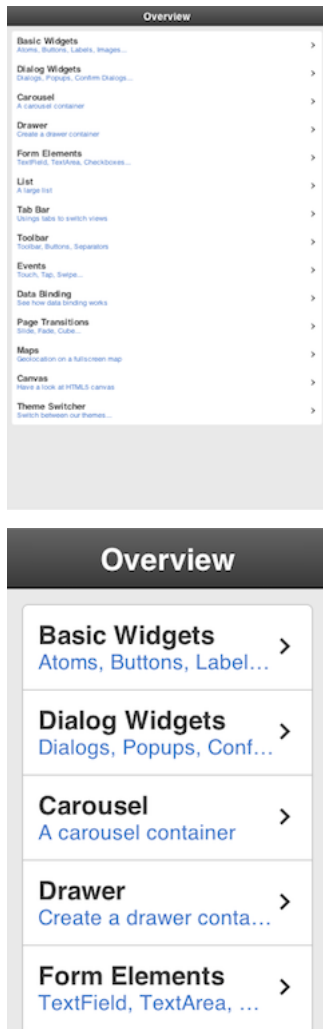 Overview
Basic Widgets
Atoms, Buttons, Labels, Images...
Dialog Widgets
Dialogs, Popups, Confirm Dialogs...
Carousel
A carousel container
Drawer
Create a drawer container
Form Elements
TextField, TextArea, Checkboxes...
List
A large list
Tab Bar
Usings tabs to switch views
Toolbar
Toolbar, Buttons, Separators
Events
Touch, Tap, Swipe...
Data Binding
See how data binding works
Page Transitions
Slide, Fade, Cube...
Maps
Geolocation on a fullscreen map
Canvas
Have a look at HTML5 canvas
Theme Switcher
Switch between our themes...
Overview
Basic Widgets
Atoms, Buttons, Label...
Dialog Widgets
Dialogs, Popups, Conf...
Carousel
A carousel container
Drawer
Create a drawer conta...
Form Elements
TextField, TextArea, ...